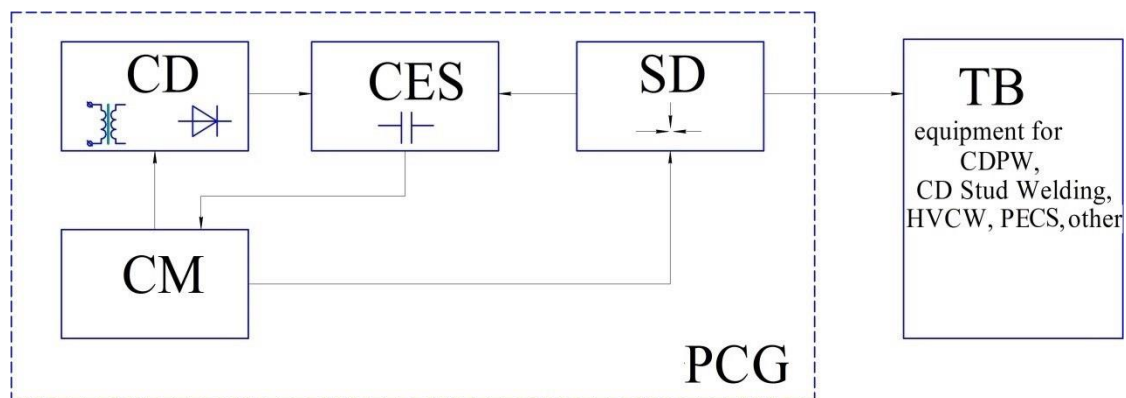 CD
CES
SD
TB
equipment for
CDPW,
CD Stud Welding,
HVCW, PECS, other
CM
PCG